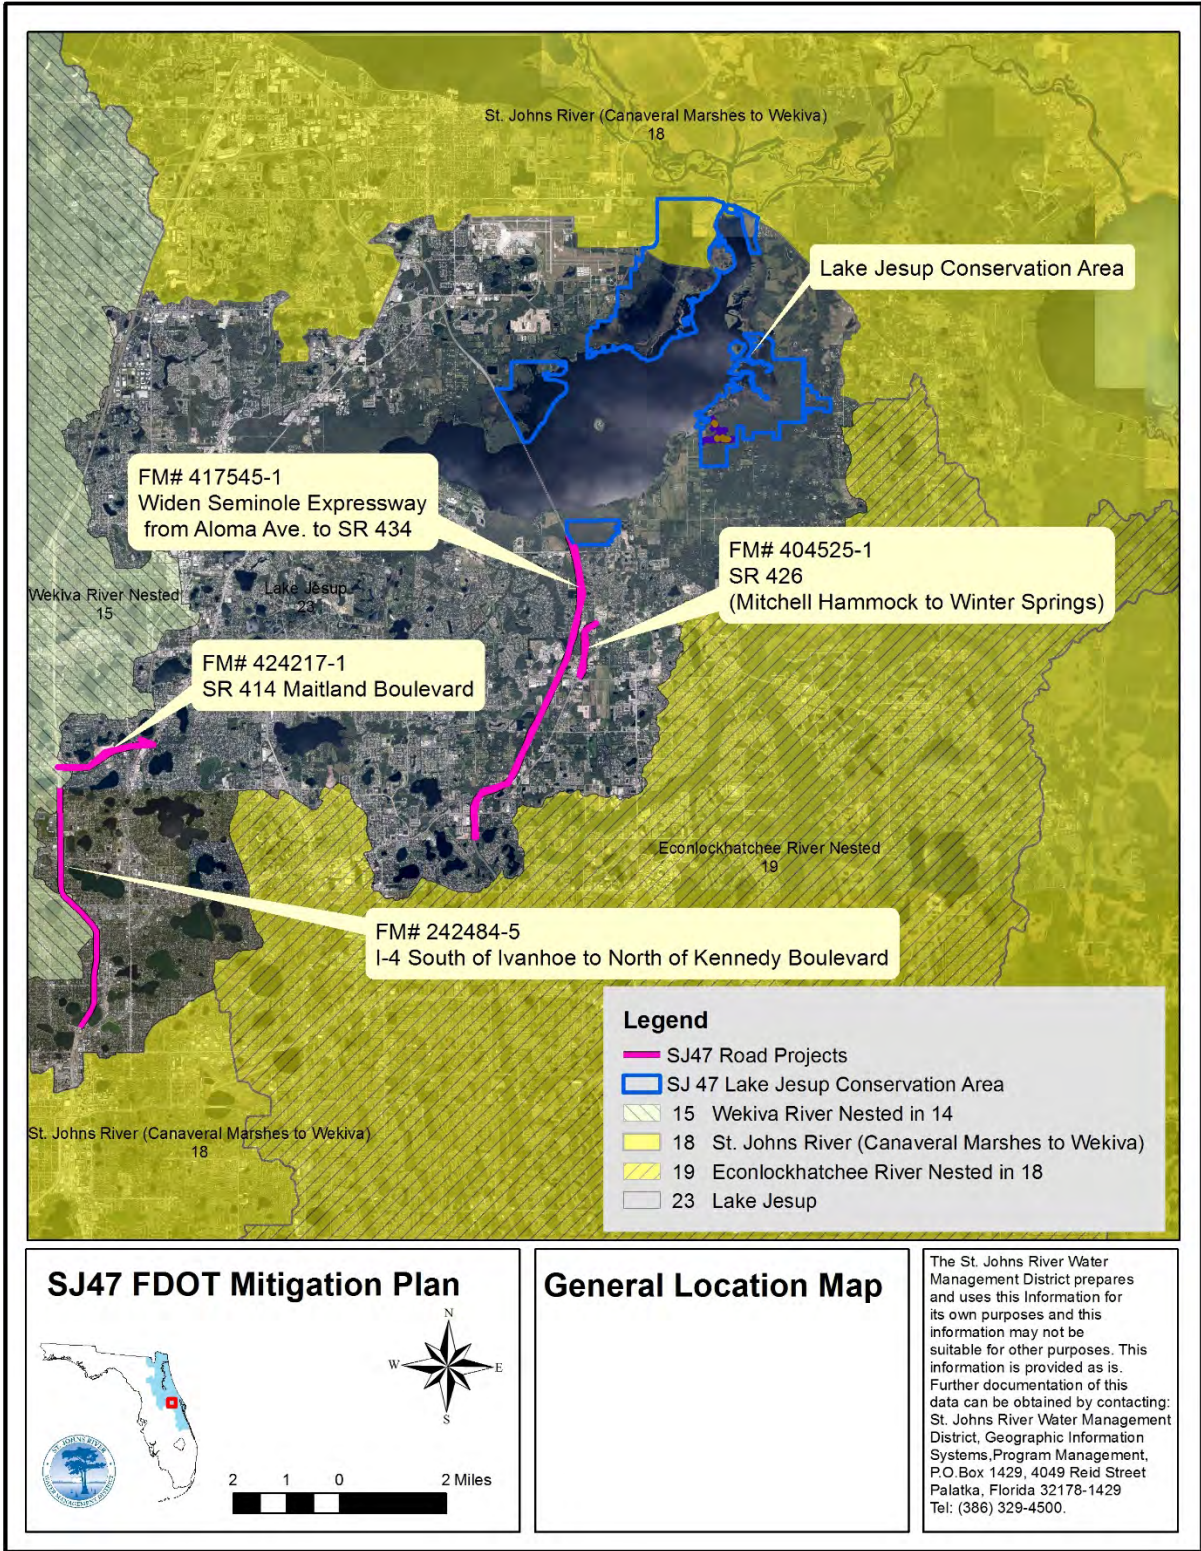 St. Johns River (Canaveral Marshes to Wekiva)
18
Lake Jesup Conservation Area
FM# 417545-1
Widen Seminole Expressway
from Aloma Ave. to SR 434
FM# 404525-1
SR 426
(Mitchell Hammock to Winter Springs)
Lake Jesup
23
Wekiva River Nested
15
FM# 424217-1
SR 414 Maitland Boulevard
Econlockhatchee River Nested
19
FM# 242484-5
I-4 South of Ivanhoe to North of Kennedy Boulevard
St. Johns River (Canaveral Marshes to Wekiva)
18
Legend
SJ47 Road Projects
SJ 47 Lake Jesup Conservation Area
15 Wekiva River Nested in 14
18 St. Johns River (Canaveral Marshes to Wekiva)
19 Econlockhatchee River Nested in 18
23 Lake Jesup
SJ47 FDOT Mitigation Plan
N
W
E
S
ST. JOHNS RIVER
WATER MANAGEMENT DISTRICT
2 1 0 2 Miles
General Location Map
The St. Johns River Water
Management District prepares
and uses this Information for
its own purposes and this
information may not be
suitable for other purposes. This
information is provided as is.
Further documentation of this
data can be obtained by contacting:
St. Johns River Water Management
District, Geographic Information
Systems,Program Management,
P.O.Box 1429, 4049 Reid Street
Palatka, Florida 32178-1429
Tel: (386) 329-4500.